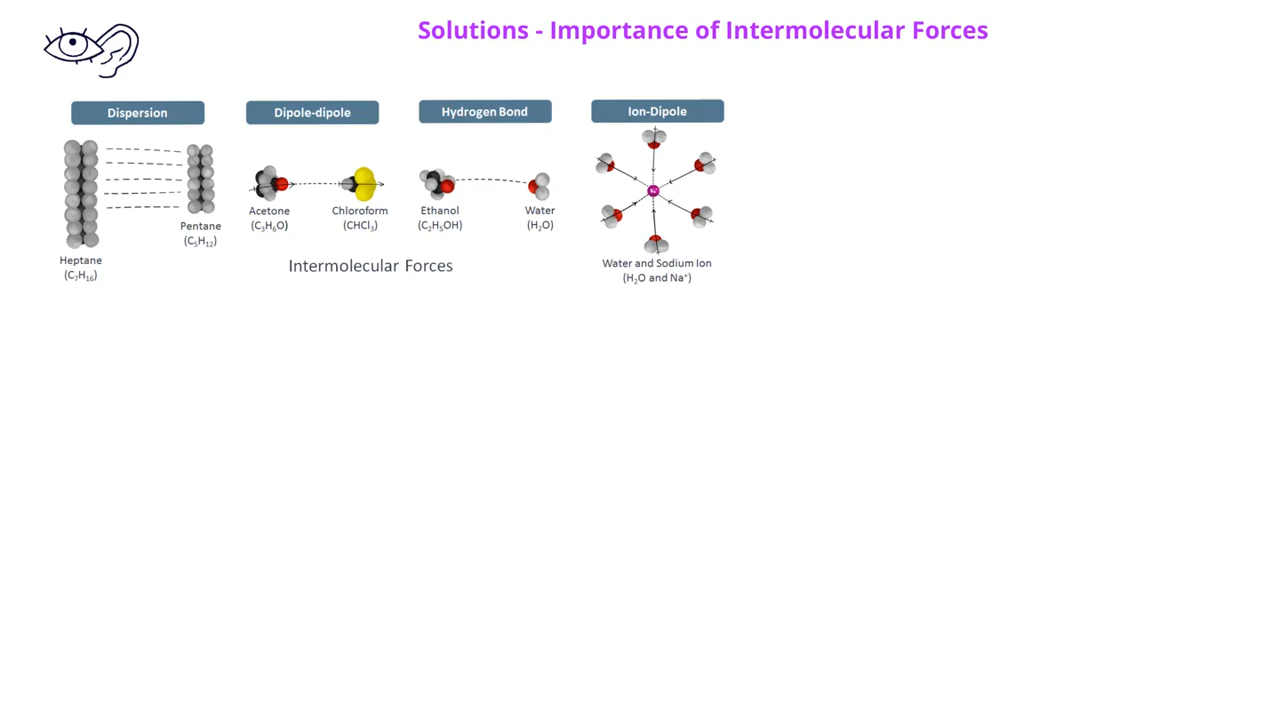 Solutions - Importance of Intermolecular Forces
Dispersion
Dipole-dipole
Hydrogen Bond
Ion-Dipole
Heptane
(C₇H₁₆)
Pentane
(C₅H₁₂)
Acetone
(C₃H₆O)
Chloroform
(CHCl₃)
Ethanol
(C₂H₅OH)
Water
(H₂O)
Water and Sodium Ion
(H₂O and Na⁺)
Intermolecular Forces